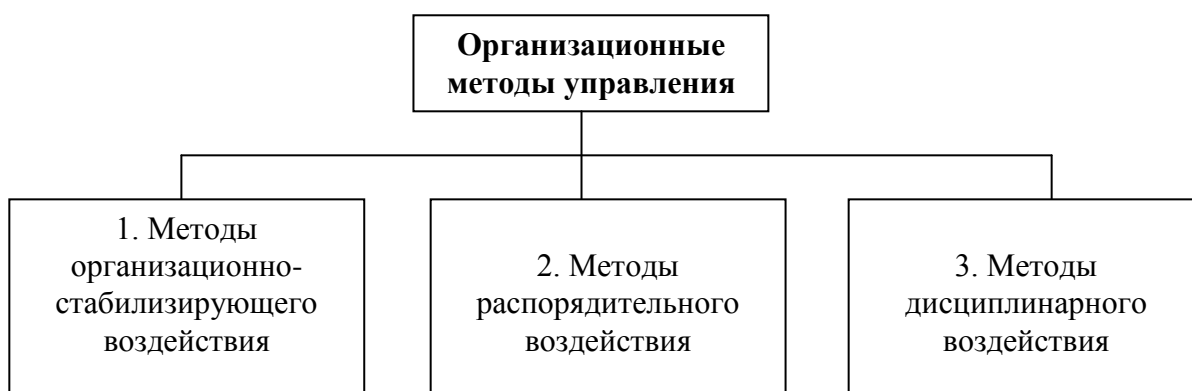 Организационные
методы управления
1. Методы
организационно-
стабилизирующего
воздействия
2. Методы
распорядительного
воздействия
3. Методы
дисциплинарного
воздействия